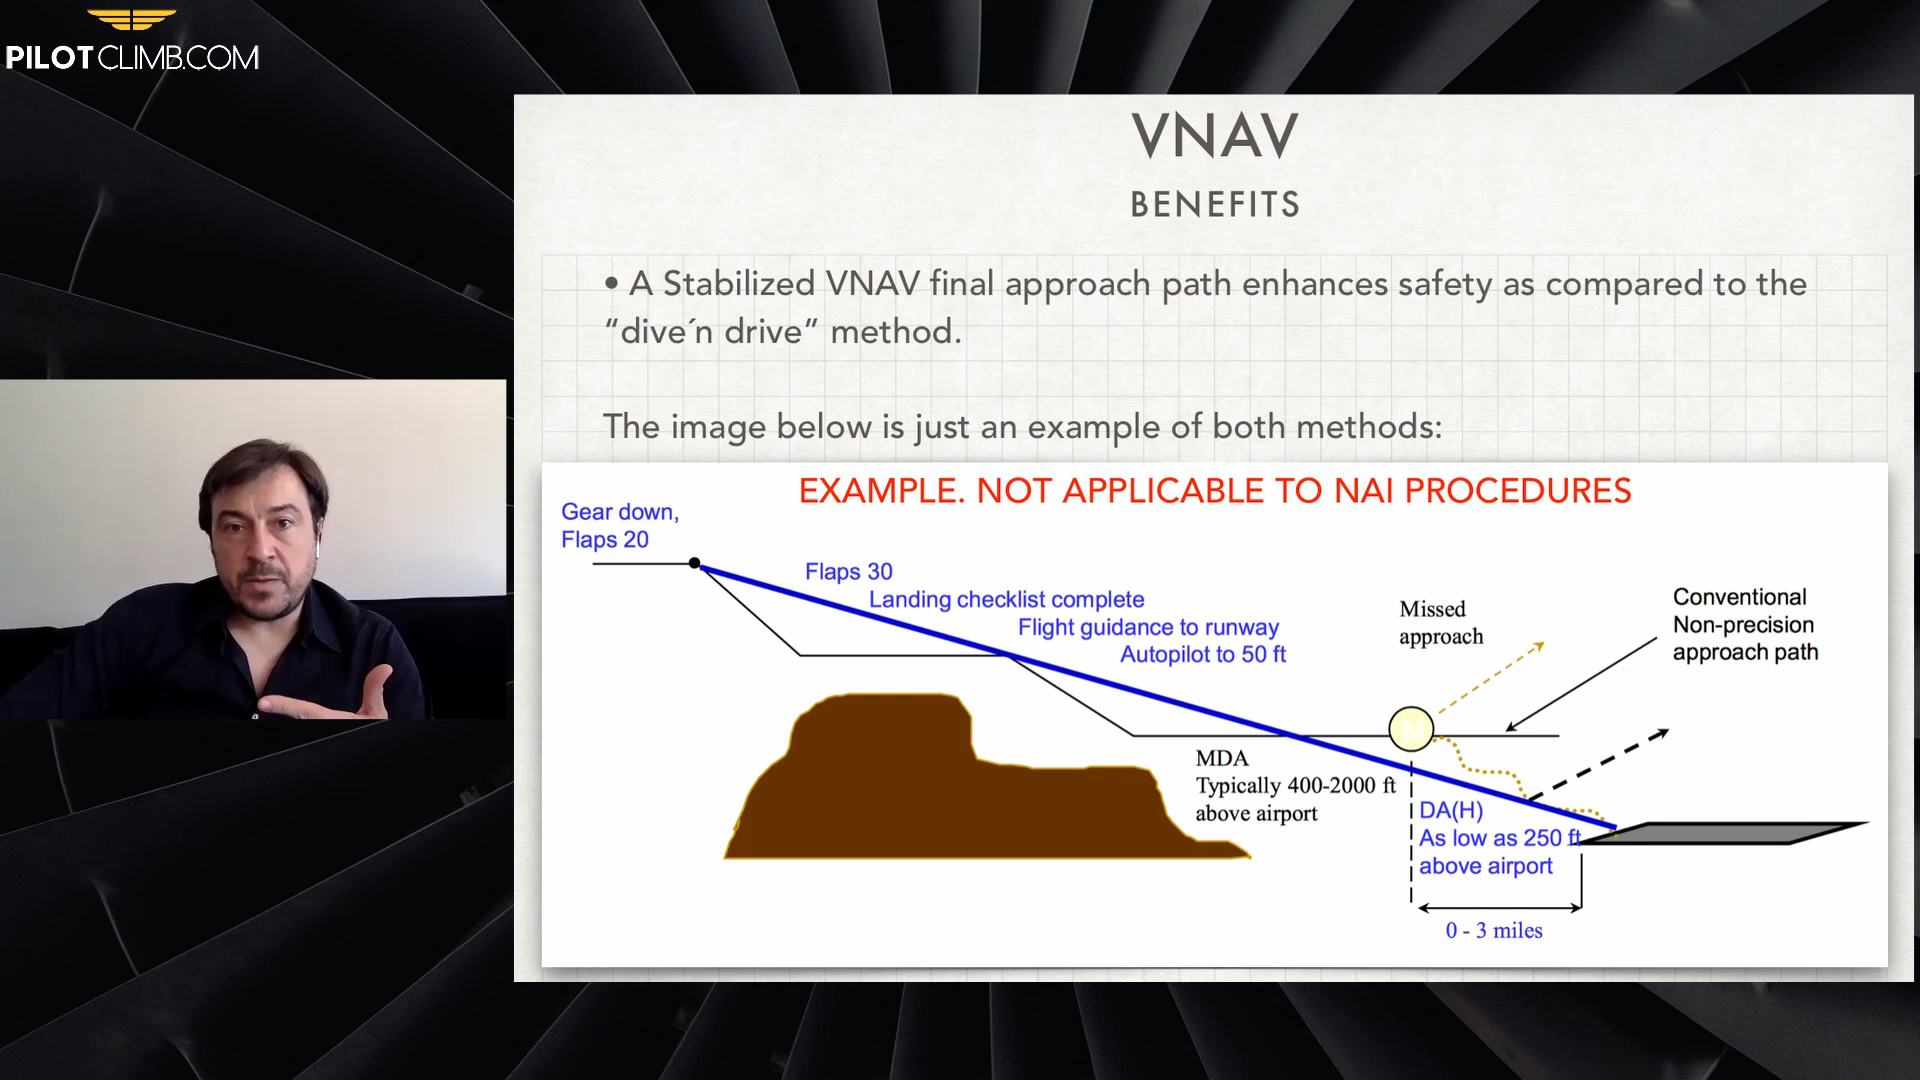 PILOTCLIMB.COM
VNAV
BENEFITS
• A Stabilized VNAV final approach path enhances safety as compared to the
“dive´n drive” method.
The image below is just an example of both methods:
EXAMPLE. NOT APPLICABLE TO NAI PROCEDURES
Gear down,
Flaps 20
Flaps 30
Landing checklist complete
Flight guidance to runway
Autopilot to 50 ft
Missed
approach
Conventional
Non-precision
approach path
M
MDA
Typically 400-2000 ft
above airport
DA(H)
As low as 250 ft
above airport
0 - 3 miles